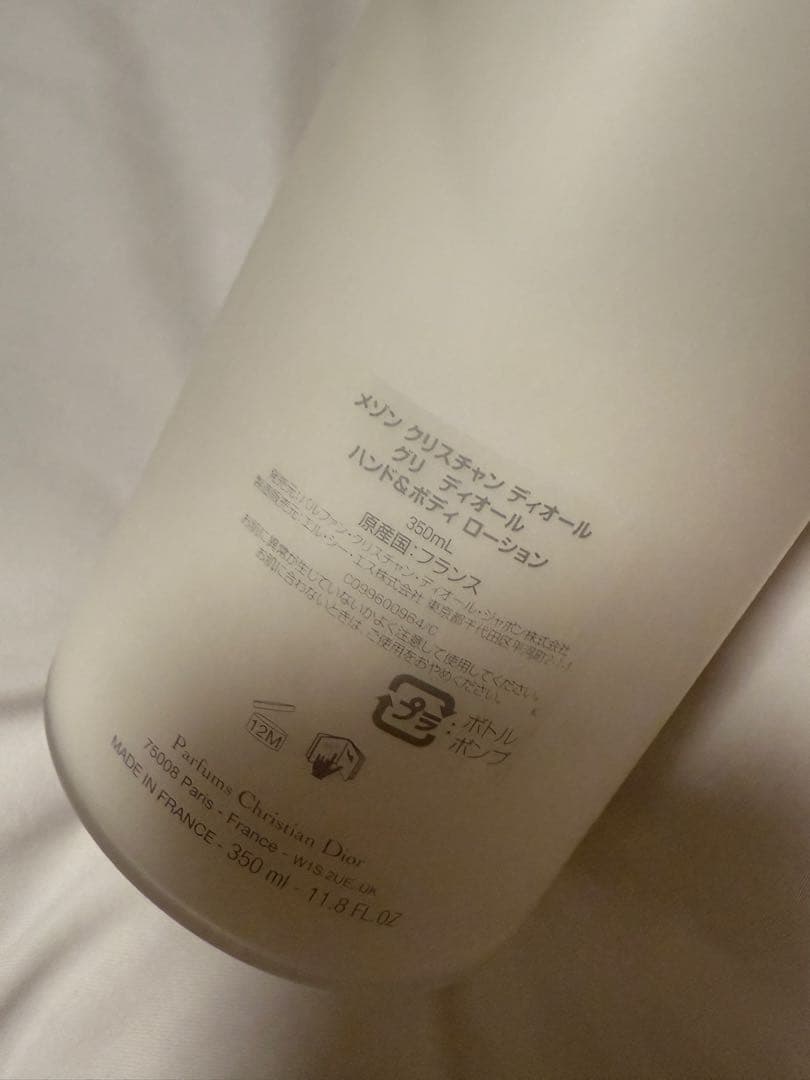 メゾン クリスチャン ディオール
グリ ディオール
ハンド&ボディ ローション
350mL
原産国:フランス
発売元:パルファン・クリスチャン・ディオール・ジャポン株式会社
製造販売元:エル・シー・エス株式会社 東京都千代田区平河町2-1-1
CD99600964/C
お肌に異常が生じていないかよく注意して使用してください。
お肌に合わないときは、ご使用をおやめください。
プラ : ボトル
ポンプ
12M
Parfums Christian Dior
75008 Paris - France - W1S 2UE. UK
MADE IN FRANCE - 350 ml - 11.8 FL.OZ